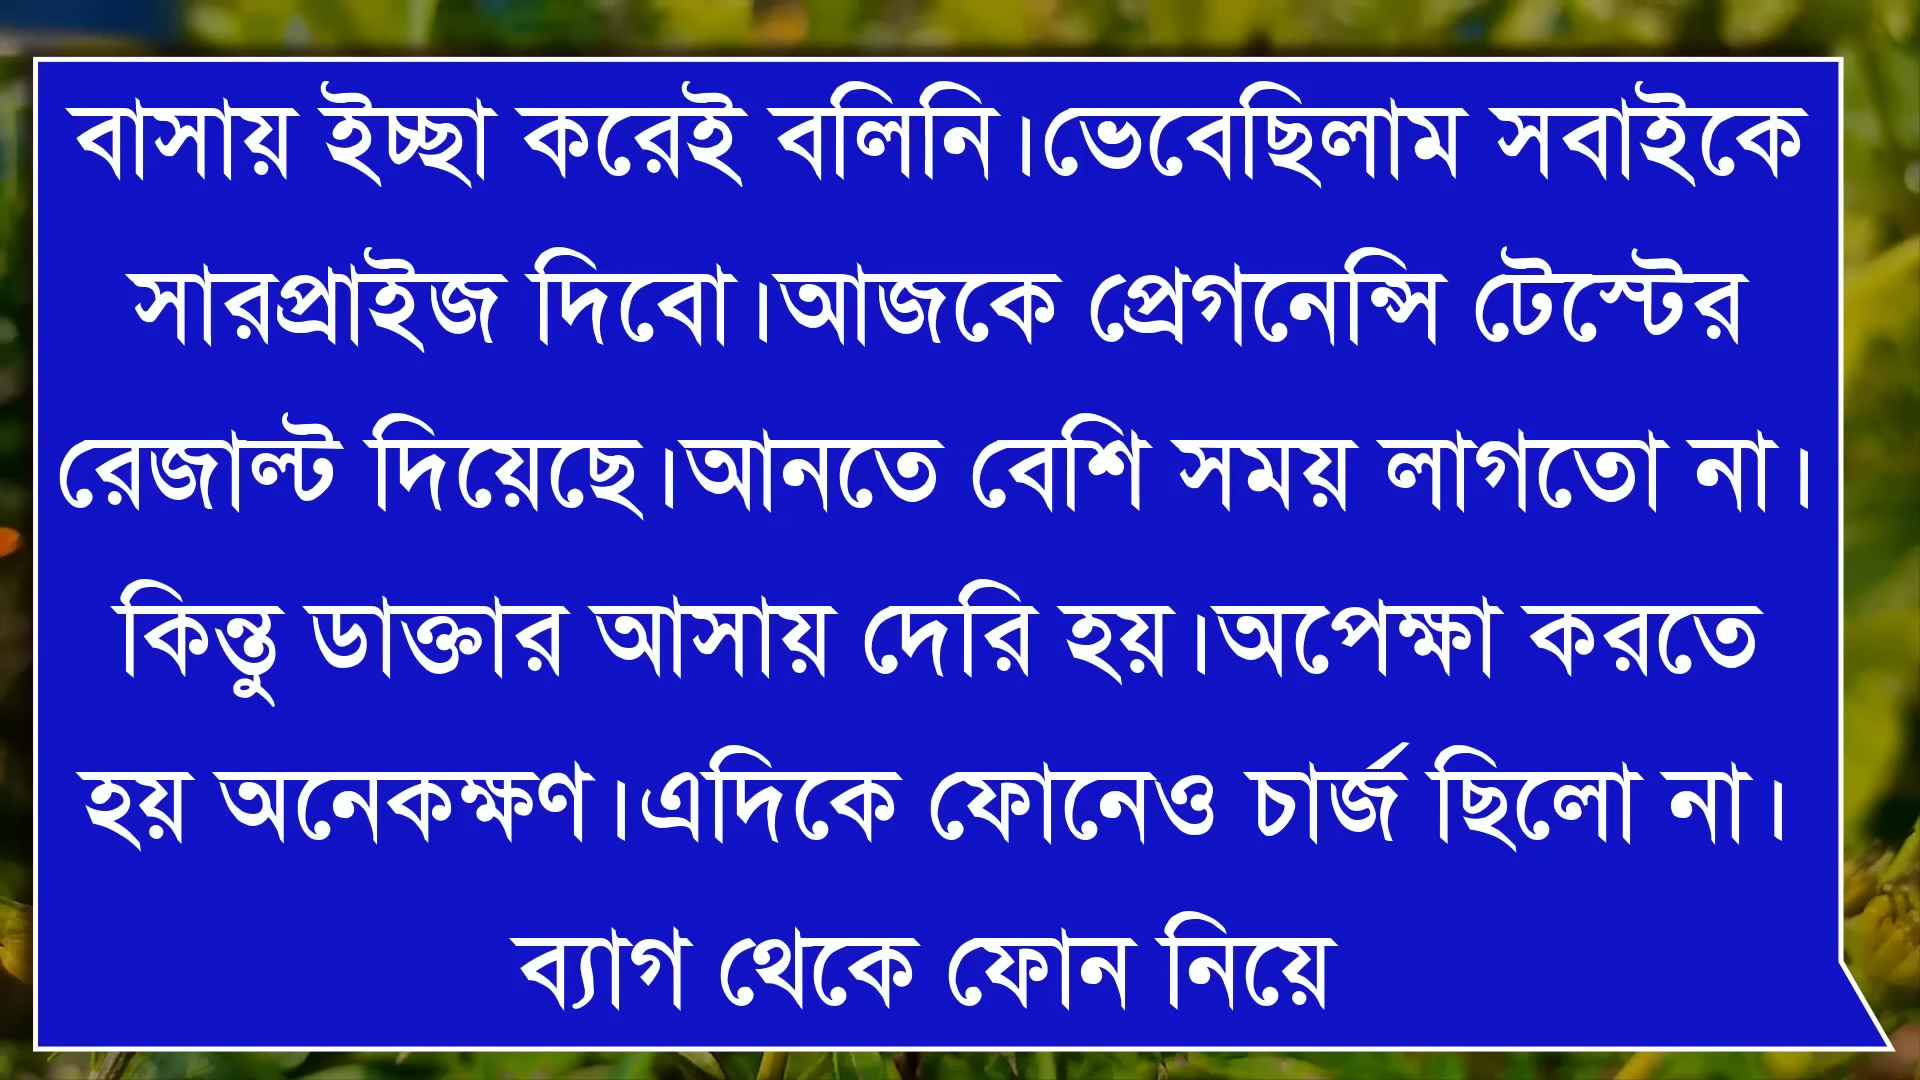 বাসায় ইচ্ছা করেই বলিনি।ভেবেছিলাম সবাইকে
সারপ্রাইজ দিবো।আজকে প্রেগনেন্সি টেস্টের
রেজাল্ট দিয়েছে।আনতে বেশি সময় লাগতো না।
কিন্তু ডাক্তার আসায় দেরি হয়।অপেক্ষা করতে
হয় অনেকক্ষণ।এদিকে ফোনেও চার্জ ছিলো না।
ব্যাগ থেকে ফোন নিয়ে